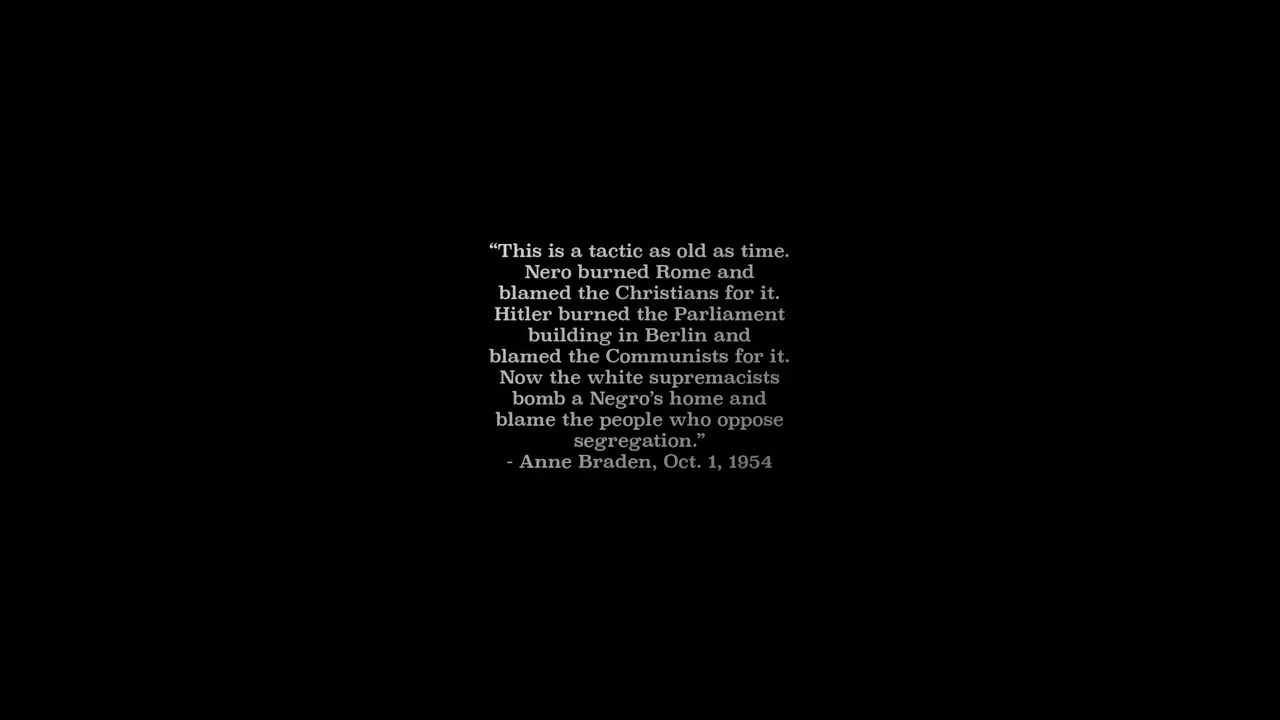 “This is a tactic as old as time.
Nero burned Rome and
blamed the Christians for it.
Hitler burned the Parliament
building in Berlin and
blamed the Communists for it.
Now the white supremacists
bomb a Negro’s home and
blame the people who oppose
segregation.”
- Anne Braden, Oct. 1, 1954